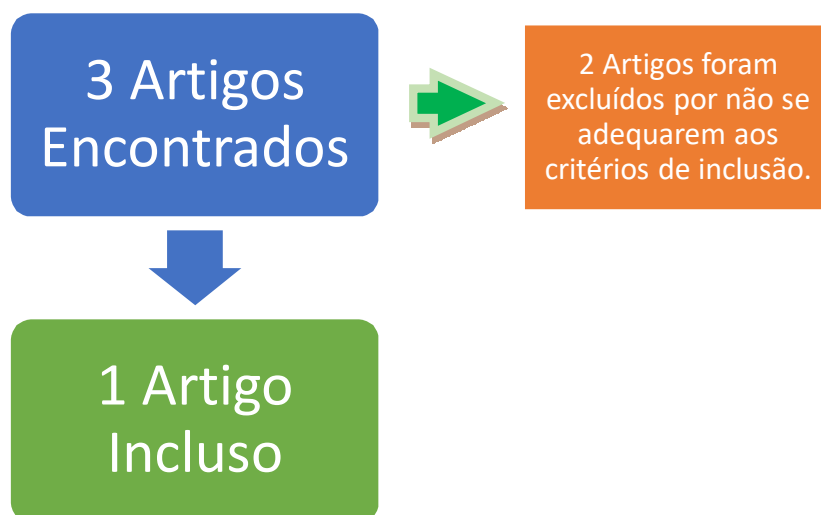 3 Artigos
Encontrados
2 Artigos foram
excluídos por não se
adequarem aos
critérios de inclusão.
1 Artigo
Incluso